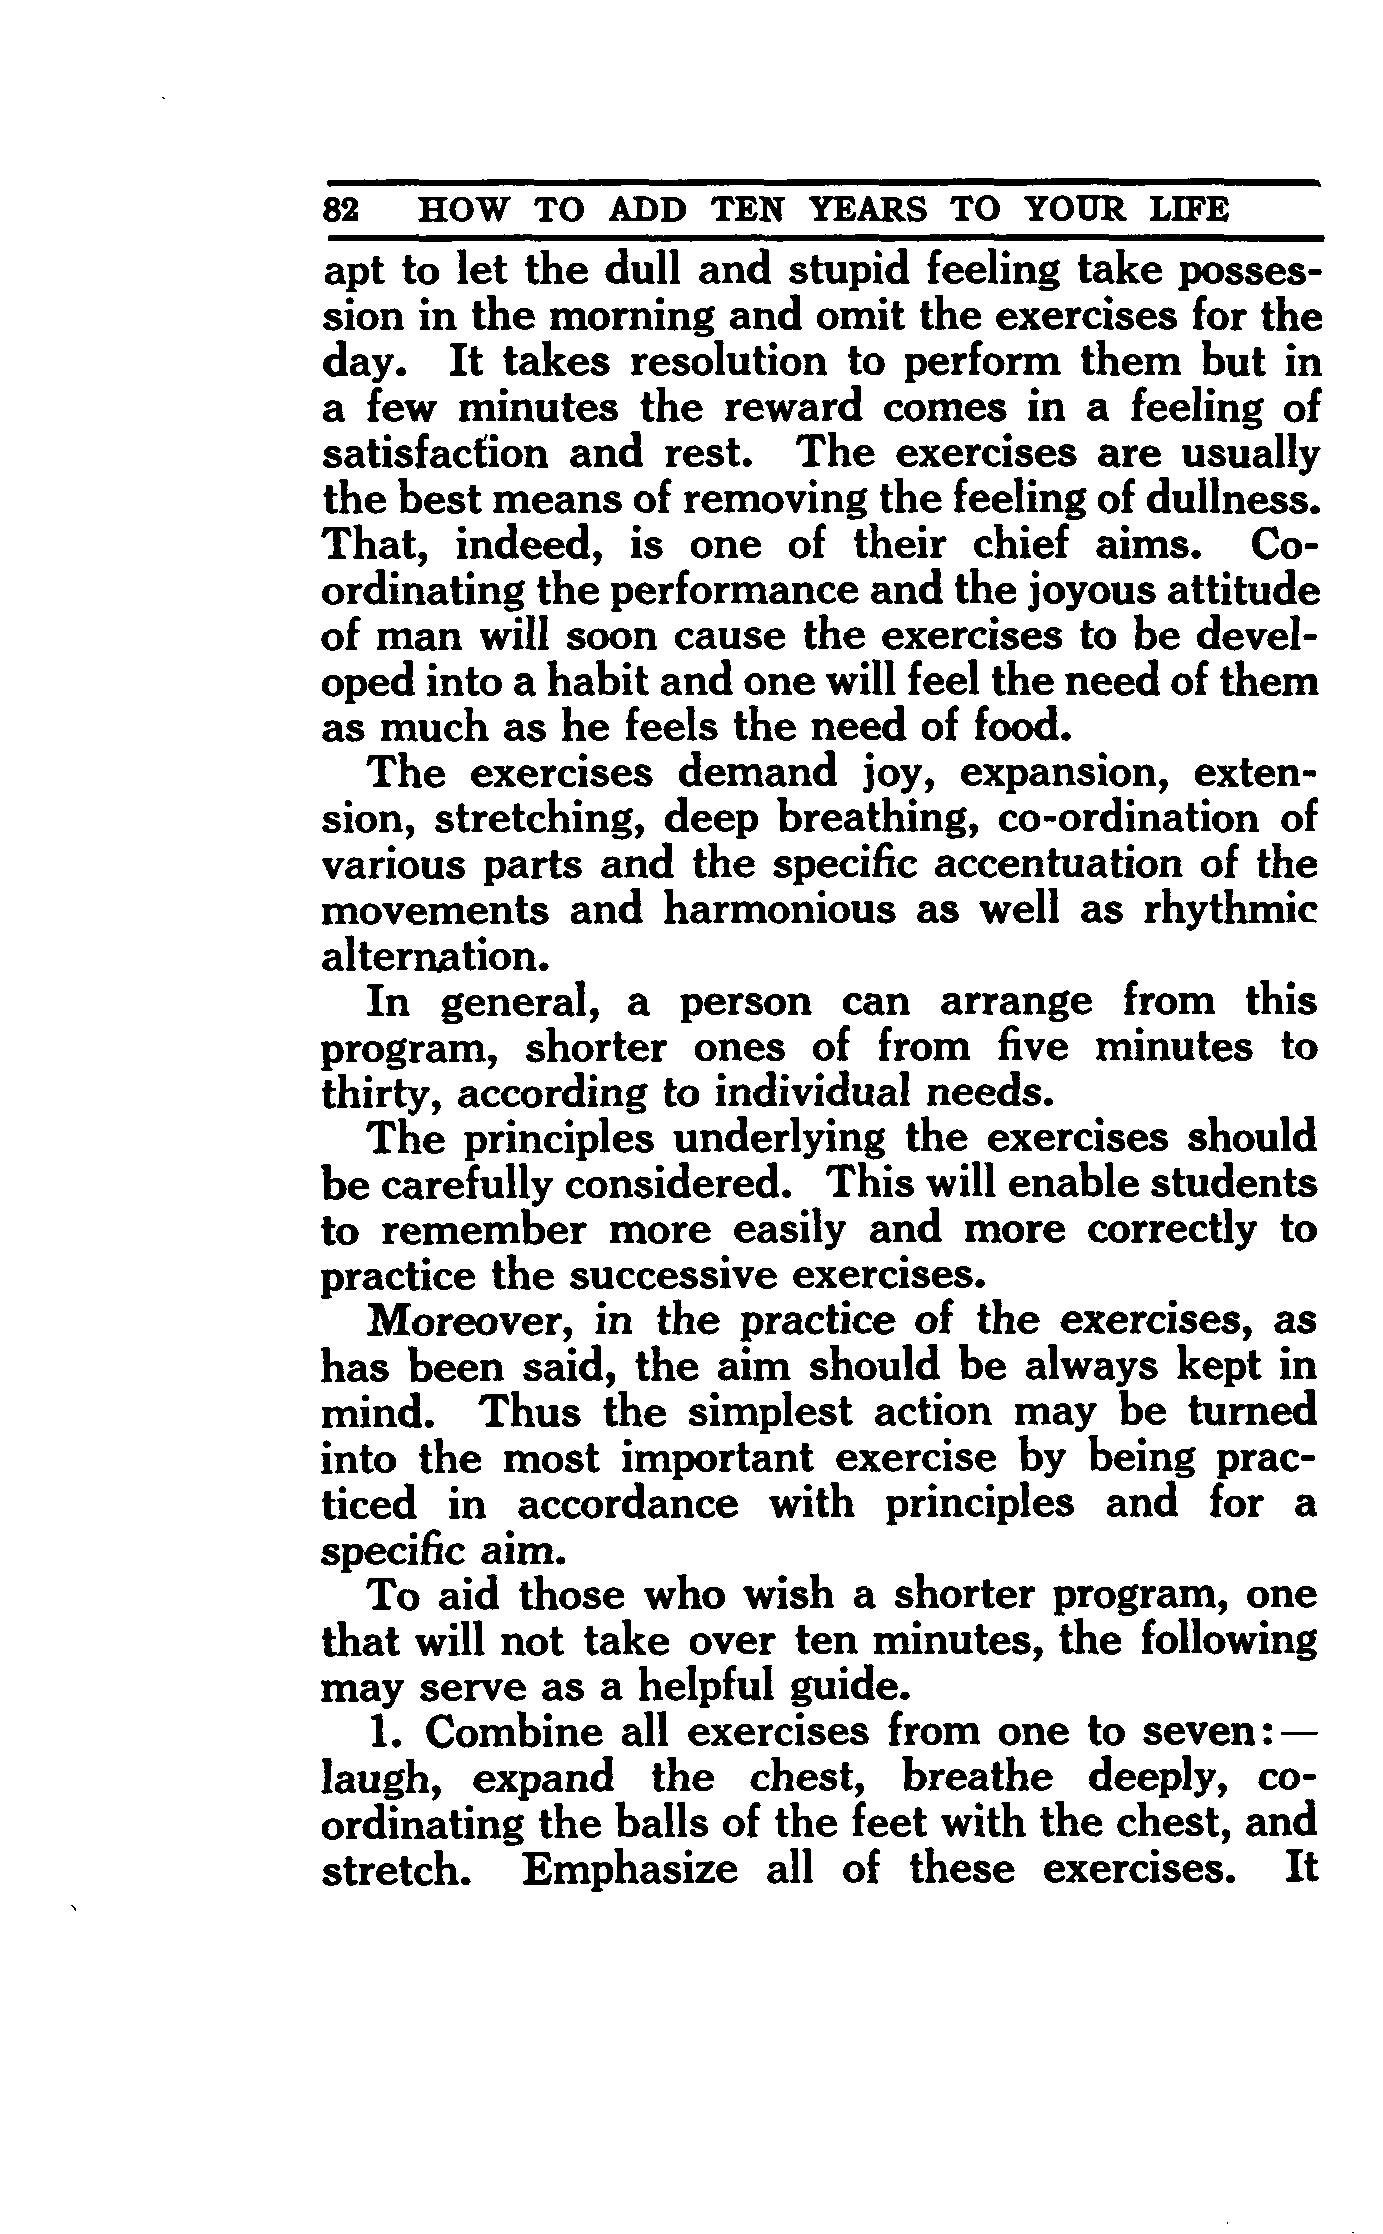 82 HOW TO ADD TEN YEARS TO YOUR LIFE
apt to let the dull and stupid feeling take posses-
sion in the morning and omit the exercises for the
day. It takes resolution to perform them but in
a few minutes the reward comes in a feeling of
satisfaction and rest. The exercises are usually
the best means of removing the feeling of dullness.
That, indeed, is one of their chief aims. Co-
ordinating the performance and the joyous attitude
of man will soon cause the exercises to be devel-
oped into a habit and one will feel the need of them
as much as he feels the need of food.
The exercises demand joy, expansion, exten-
sion, stretching, deep breathing, co-ordination of
various parts and the specific accentuation of the
movements and harmonious as well as rhythmic
alternation.
In general, a person can arrange from this
program, shorter ones of from five minutes to
thirty, according to individual needs.
The principles underlying the exercises should
be carefully considered. This will enable students
to remember more easily and more correctly to
practice the successive exercises.
Moreover, in the practice of the exercises, as
has been said, the aim should be always kept in
mind. Thus the simplest action may be turned
into the most important exercise by being prac-
ticed in accordance with principles and for a
specific aim.
To aid those who wish a shorter program, one
that will not take over ten minutes, the following
may serve as a helpful guide.
1. Combine all exercises from one to seven:—
laugh, expand the chest, breathe deeply, co-
ordinating the balls of the feet with the chest, and
stretch. Emphasize all of these exercises. It